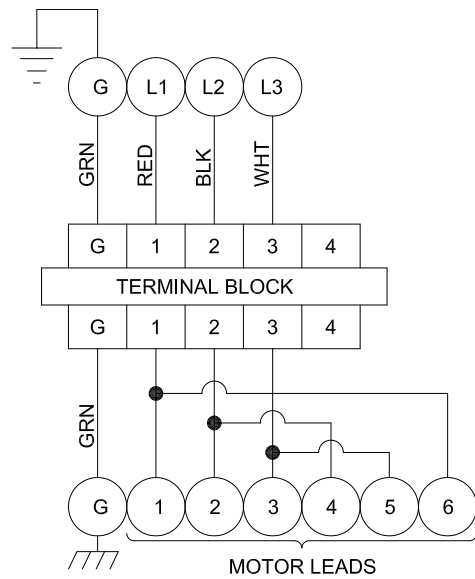 G L1 L2 L3
GRN RED BLK WHT
G 1 2 3 4
TERMINAL BLOCK
G 1 2 3 4
GRN
G 1 2 3 4 5 6
MOTOR LEADS